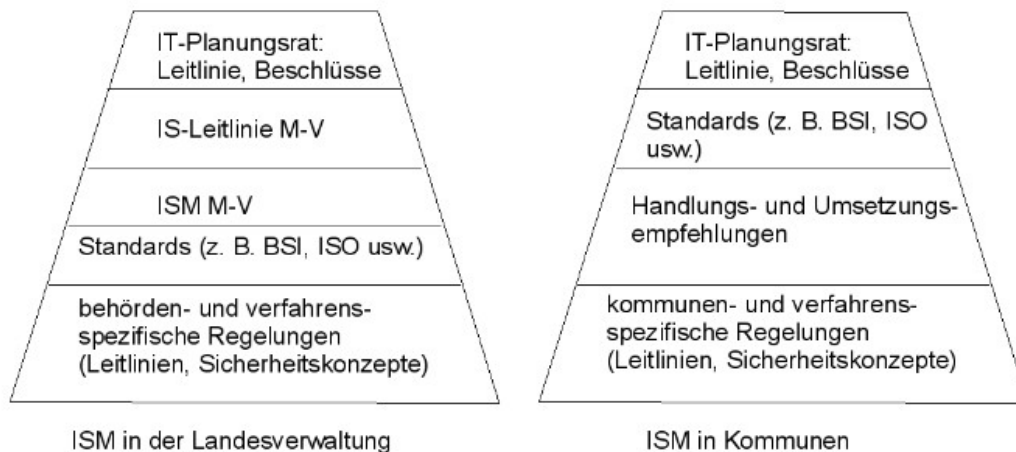 IT-Planungsrat:
Leitlinie, Beschlüsse
IS-Leitlinie M-V
ISM M-V
Standards (z. B. BSI, ISO usw.)
behörden- und verfahrens-
spezifische Regelungen
(Leitlinien, Sicherheitskonzepte)
ISM in der Landesverwaltung
IT-Planungsrat:
Leitlinie, Beschlüsse
Standards (z. B. BSI, ISO
usw.)
Handlungs- und Umsetzungs-
empfehlungen
kommunen- und verfahrens-
spezifische Regelungen
(Leitlinien, Sicherheitskonzepte)
ISM in Kommunen